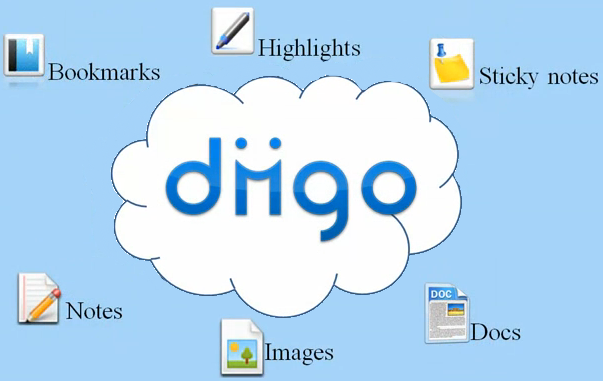 Highlights
Bookmarks
Sticky notes
diigo
Notes
DOC
Docs
Images